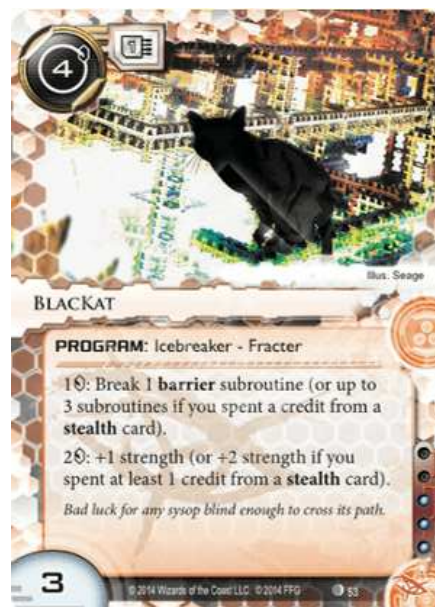 4
1
Illus. Seage
BLACKAT
PROGRAM: Icebreaker - Fracter
1: Break 1 barrier subroutine (or up to
3 subroutines if you spent a credit from a
stealth card).
2: +1 strength (or +2 strength if you
spent at least 1 credit from a stealth card).
Bad luck for any sysop blind enough to cross its path.
3
© 2014 Wizards of the Coast LLC. © 2014 FFG
53